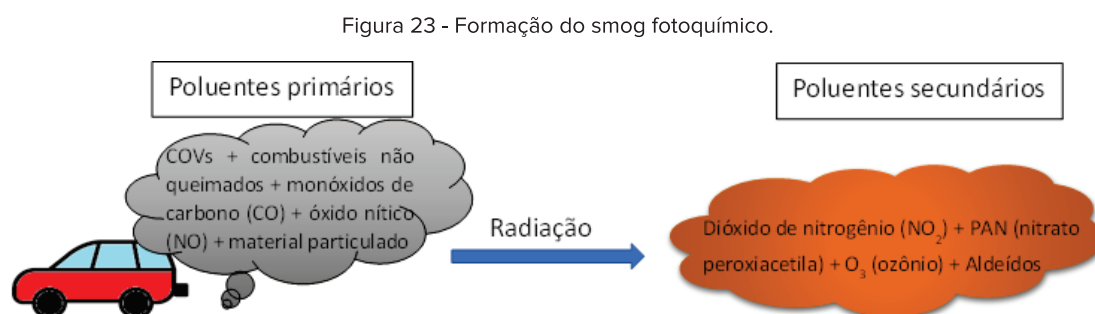 Figura 23 - Formação do smog fotoquímico.
Poluentes primários
COVs + combustíveis não
queimados + monóxidos de
carbono (CO) + óxido nítico
(NO) + material particulado
Radiação
Poluentes secundários
Dióxido de nitrogênio (NO₂) + PAN (nitrato
peroxiacetila) + O₃ (ozônio) + Aldeídos